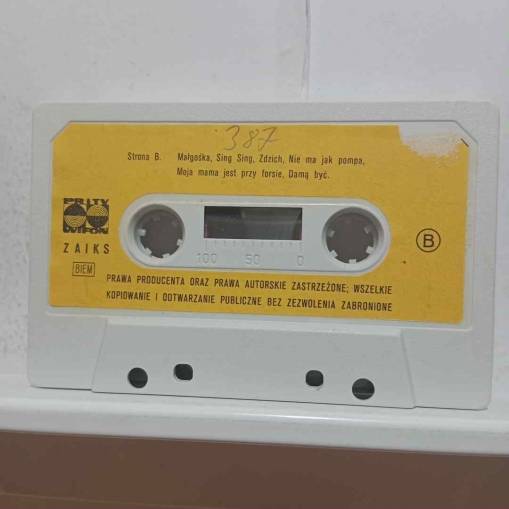 387
Strona B. Małgośka, Sing Sing, Zdzich, Nie ma jak pompa,
Moja mama jest przy forsie, Damą być.
PRLTV
WIFON
ZAIKS
BIEM
B
100 50 0
PRAWA PRODUCENTA ORAZ PRAWA AUTORSKIE ZASTRZEŻONE; WSZELKIE
KOPIOWANIE I ODTWARZANIE PUBLICZNE BEZ ZEZWOLENIA ZABRONIONE